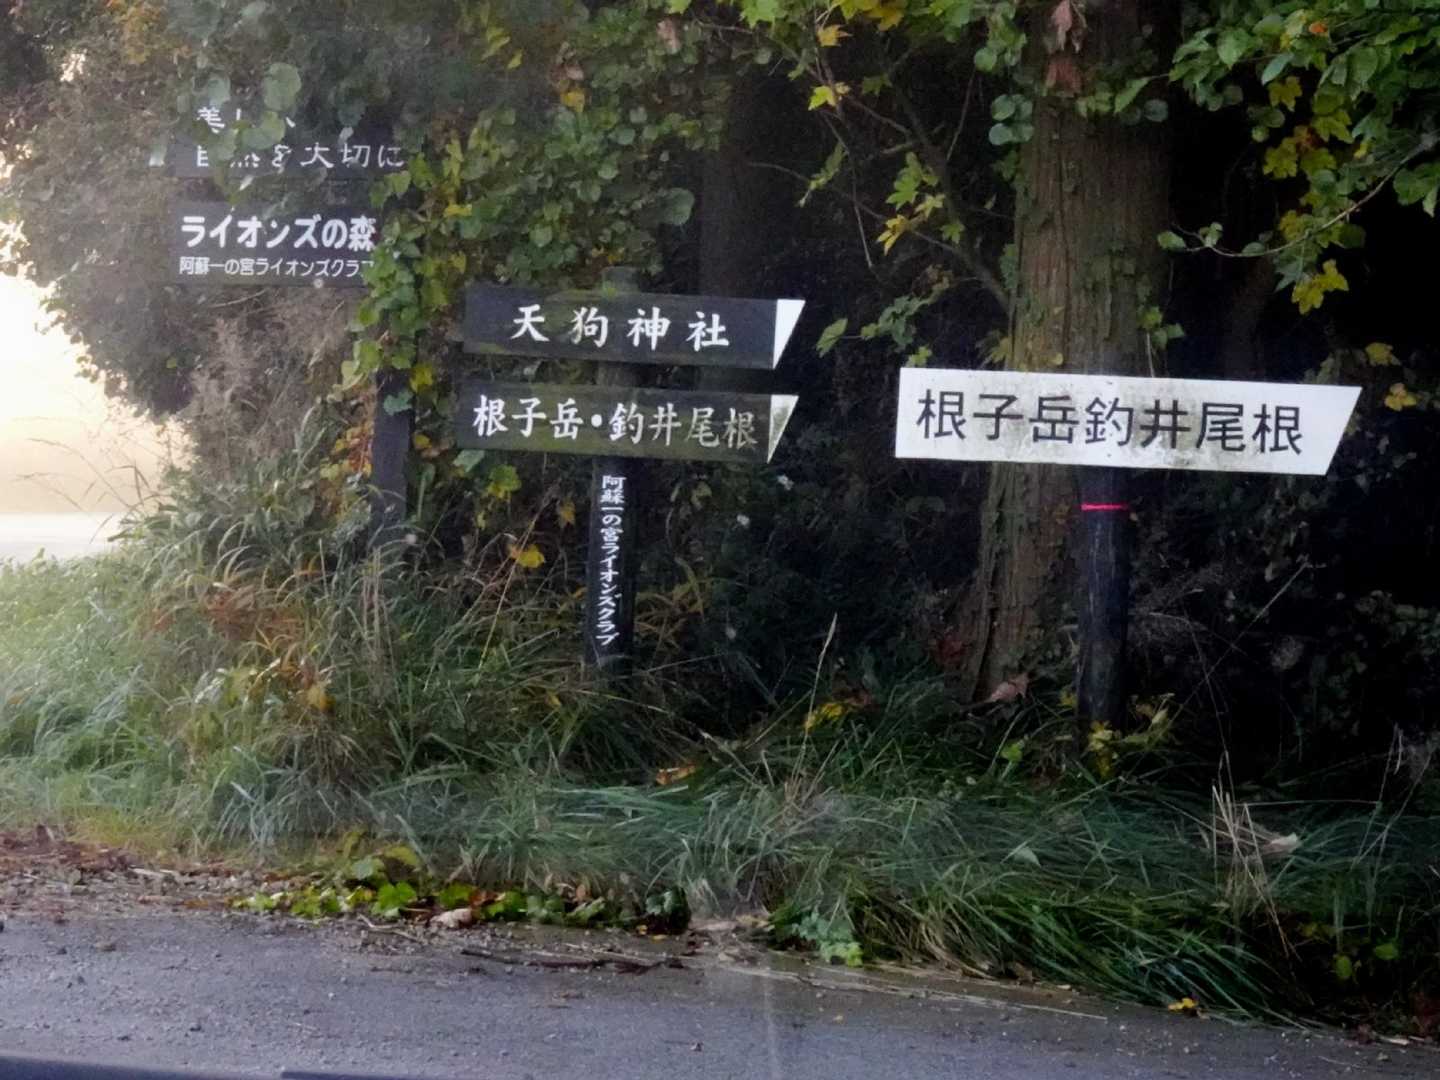 美しい
自然を大切に
ライオンズの森
阿蘇一の宮ライオンズクラブ
天狗神社
根子岳・釣井尾根
阿蘇一の宮ライオンズクラブ
根子岳釣井尾根